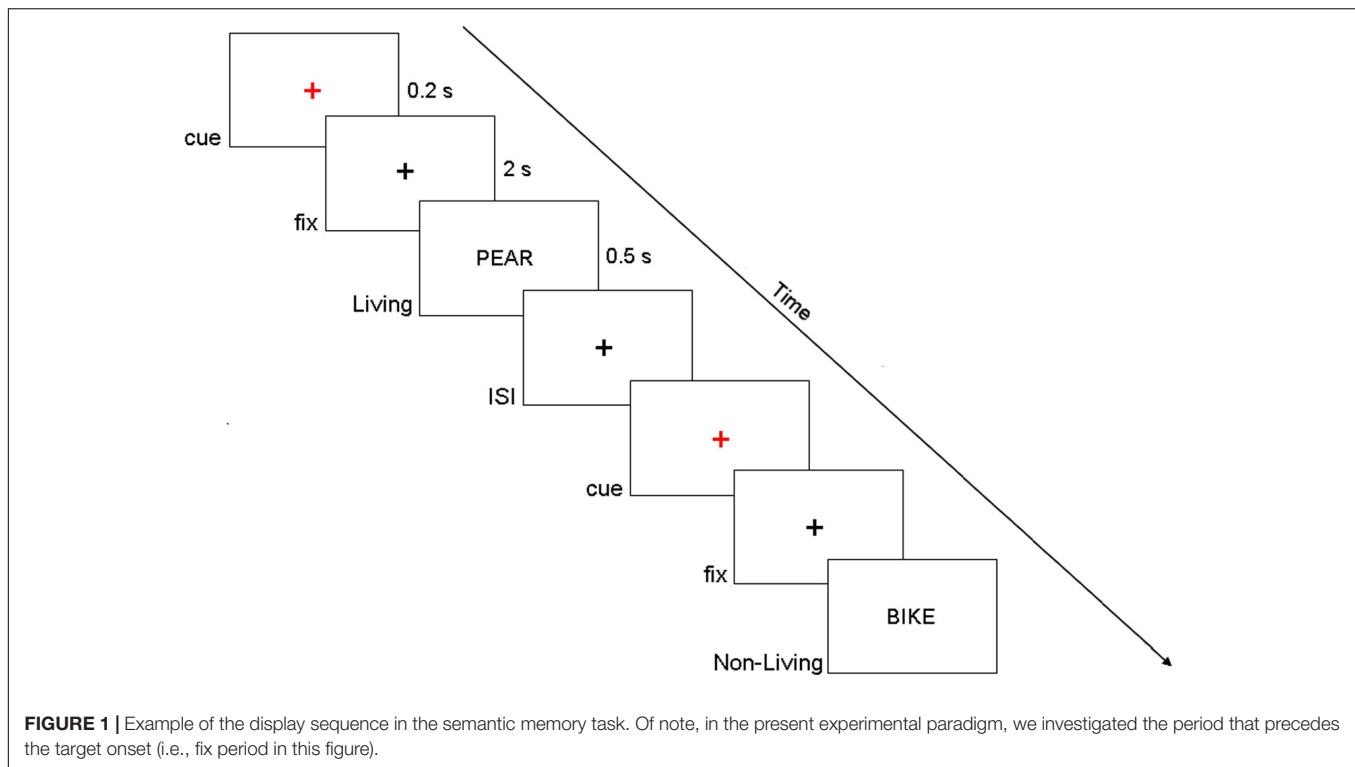 +
0.2 s
cue
+
2 s
fix
PEAR
0.5 s
Living
Time
+
ISI
+
cue
+
fix
BIKE
Non-Living
FIGURE 1 | Example of the display sequence in the semantic memory task. Of note, in the present experimental paradigm, we investigated the period that precedes
the target onset (i.e., fix period in this figure).